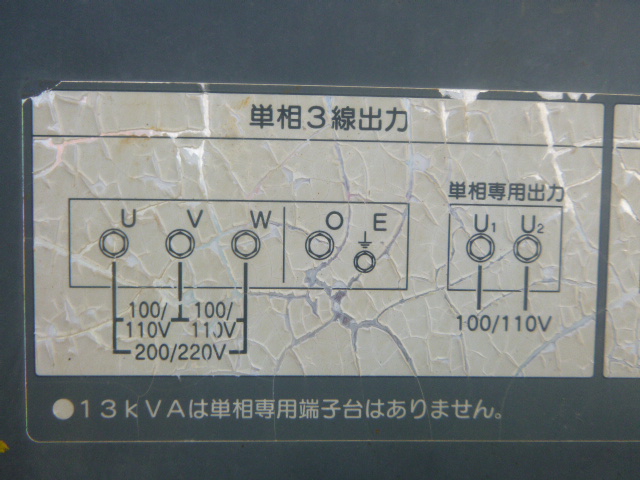 単相3線出力
単相専用出力
U V W O E
U₁ U₂
100/ 100/
110V 110V
200/220V
100/110V
●13kVAは単相専用端子台はありません。